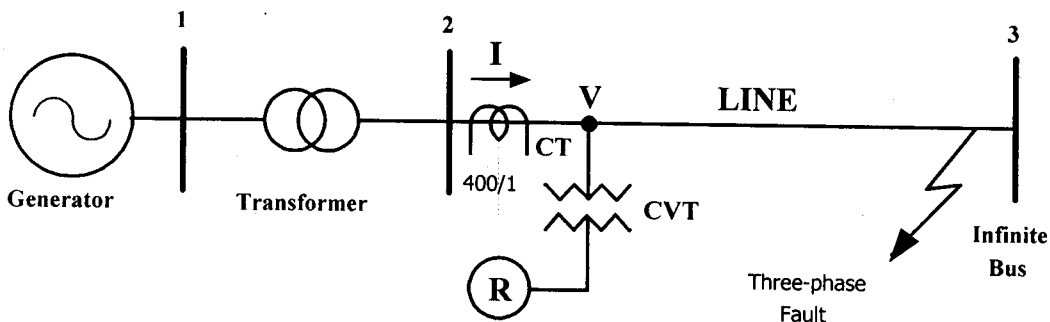 1
2
3
I
V
LINE
CT
400/1
Generator
Transformer
CVT
R
Infinite
Bus
Three-phase
Fault